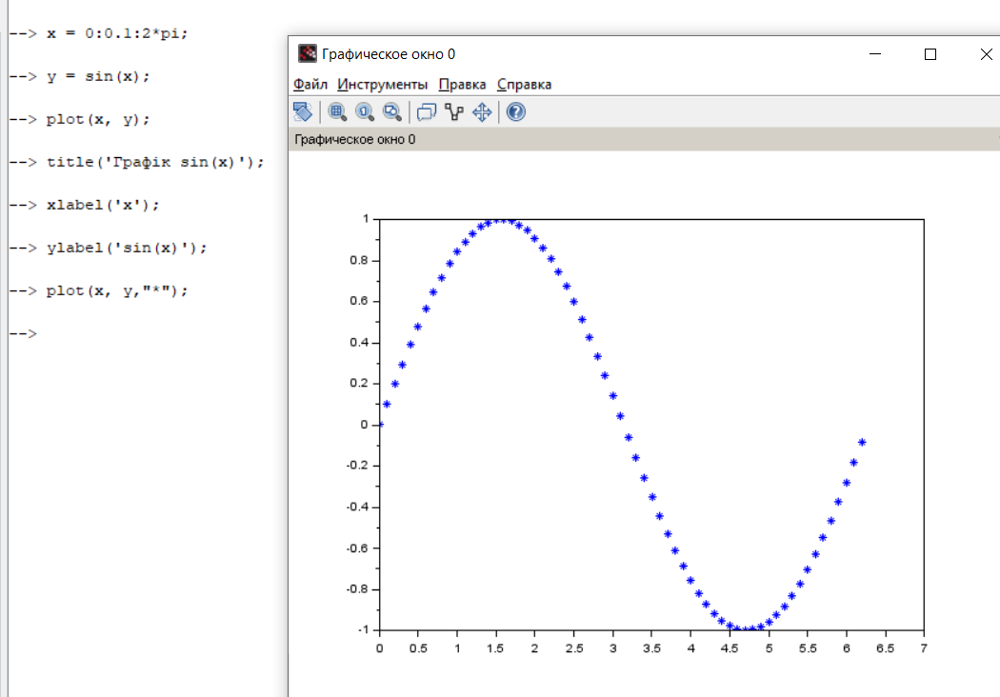 --> x = 0:0.1:2*pi;
--> y = sin(x);
--> plot(x, y);
--> title('Графік sin(x)');
--> xlabel('x');
--> ylabel('sin(x)');
--> plot(x, y,"*");
-->
Графическое окно 0
Файл Инструменты Правка Справка
Графическое окно 0
1
0.8
0.6
0.4
0.2
0
-0.2
-0.4
-0.6
-0.8
-1
0 0.5 1 1.5 2 2.5 3 3.5 4 4.5 5 5.5 6 6.5 7